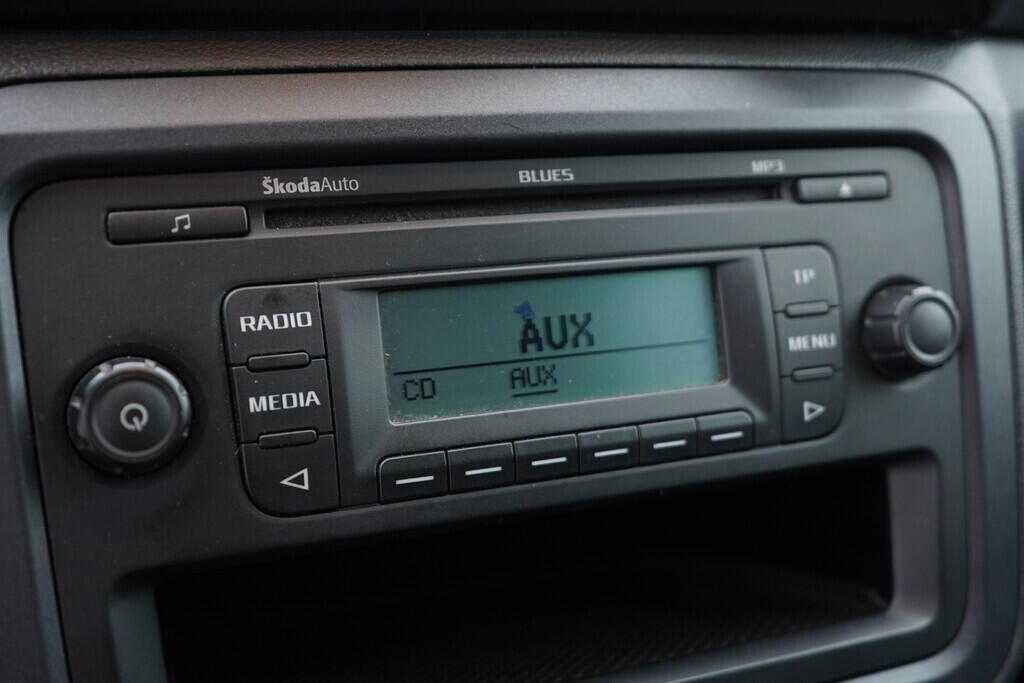 ŠkodaAuto
BLUES
MP3
RADIO
TP
AUX
MENU
MEDIA
CD AUX